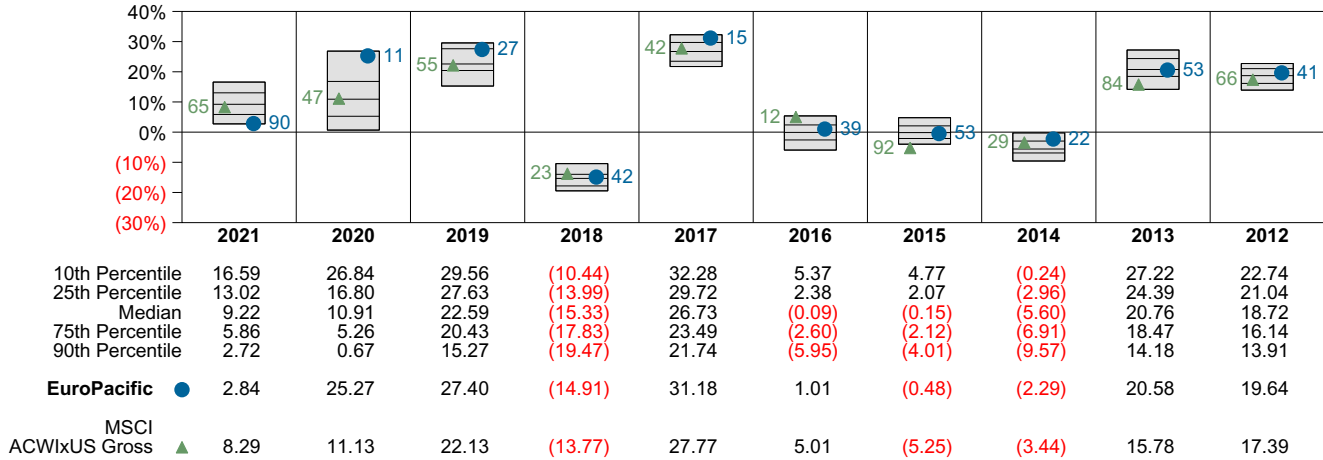 40%
30%
20%
10%
0%
(10%)
(20%)
(30%)
65 90
47 11
55 27
23 42
42 15
12 39
92 53
29 22
84 53
66 41
2021 2020 2019 2018 2017 2016 2015 2014 2013 2012
10th Percentile 16.59 26.84 29.56 (10.44) 32.28 5.37 4.77 (0.24) 27.22 22.74
25th Percentile 13.02 16.80 27.63 (13.99) 29.72 2.38 2.07 (2.96) 24.39 21.04
Median 9.22 10.91 22.59 (15.33) 26.73 (0.09) (0.15) (5.60) 20.76 18.72
75th Percentile 5.86 5.26 20.43 (17.83) 23.49 (2.60) (2.12) (6.91) 18.47 16.14
90th Percentile 2.72 0.67 15.27 (19.47) 21.74 (5.95) (4.01) (9.57) 14.18 13.91
EuroPacific 2.84 25.27 27.40 (14.91) 31.18 1.01 (0.48) (2.29) 20.58 19.64
MSCI
ACWIxUS Gross 8.29 11.13 22.13 (13.77) 27.77 5.01 (5.25) (3.44) 15.78 17.39